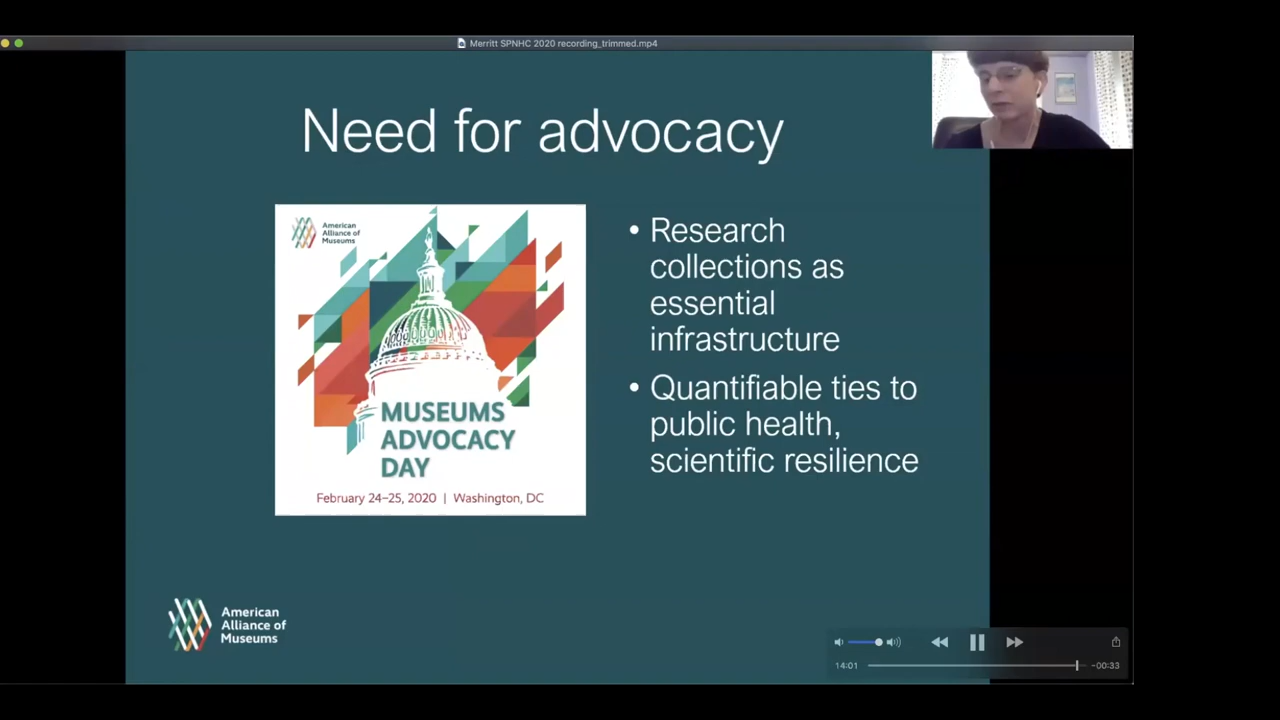 Merritt SPNHC 2020 recording_trimmed.mp4
Need for advocacy
American
Alliance of
Museums
MUSEUMS
ADVOCACY
DAY
February 24–25, 2020 | Washington, DC
• Research
collections as
essential
infrastructure
• Quantifiable ties to
public health,
scientific resilience
American
Alliance of
Museums
14:01
-00:33